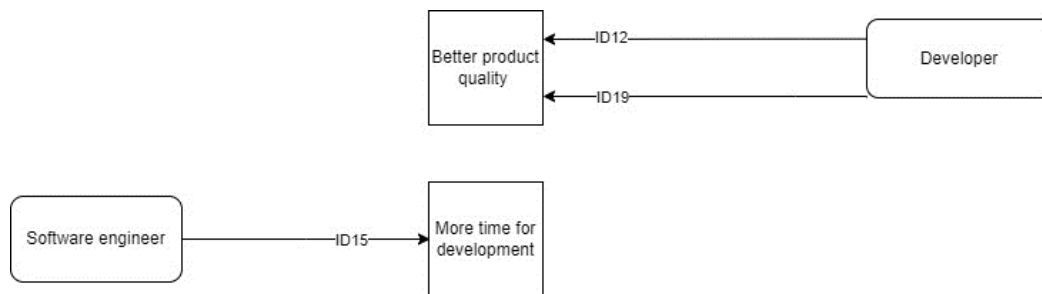 ID12
Better product
quality
Developer
ID19
Software engineer
ID15
More time for
development